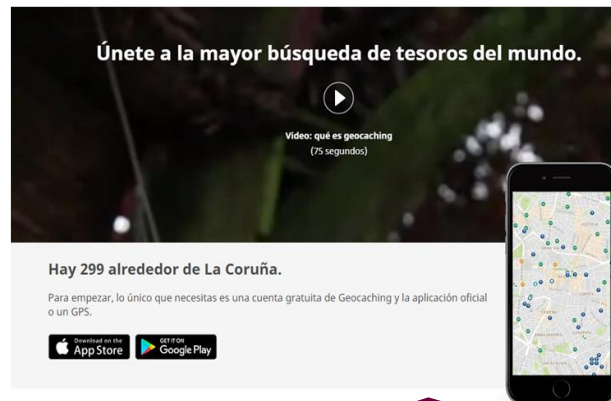 Únete a la mayor búsqueda de tesoros del mundo.
Video: qué es geocaching
(75 segundos)
Hay 299 alrededor de La Coruña.
Para empezar, lo único que necesitas es una cuenta gratuita de Geocaching y la aplicación oficial
o un GPS.
Download on the
App Store
GET IT ON
Google Play